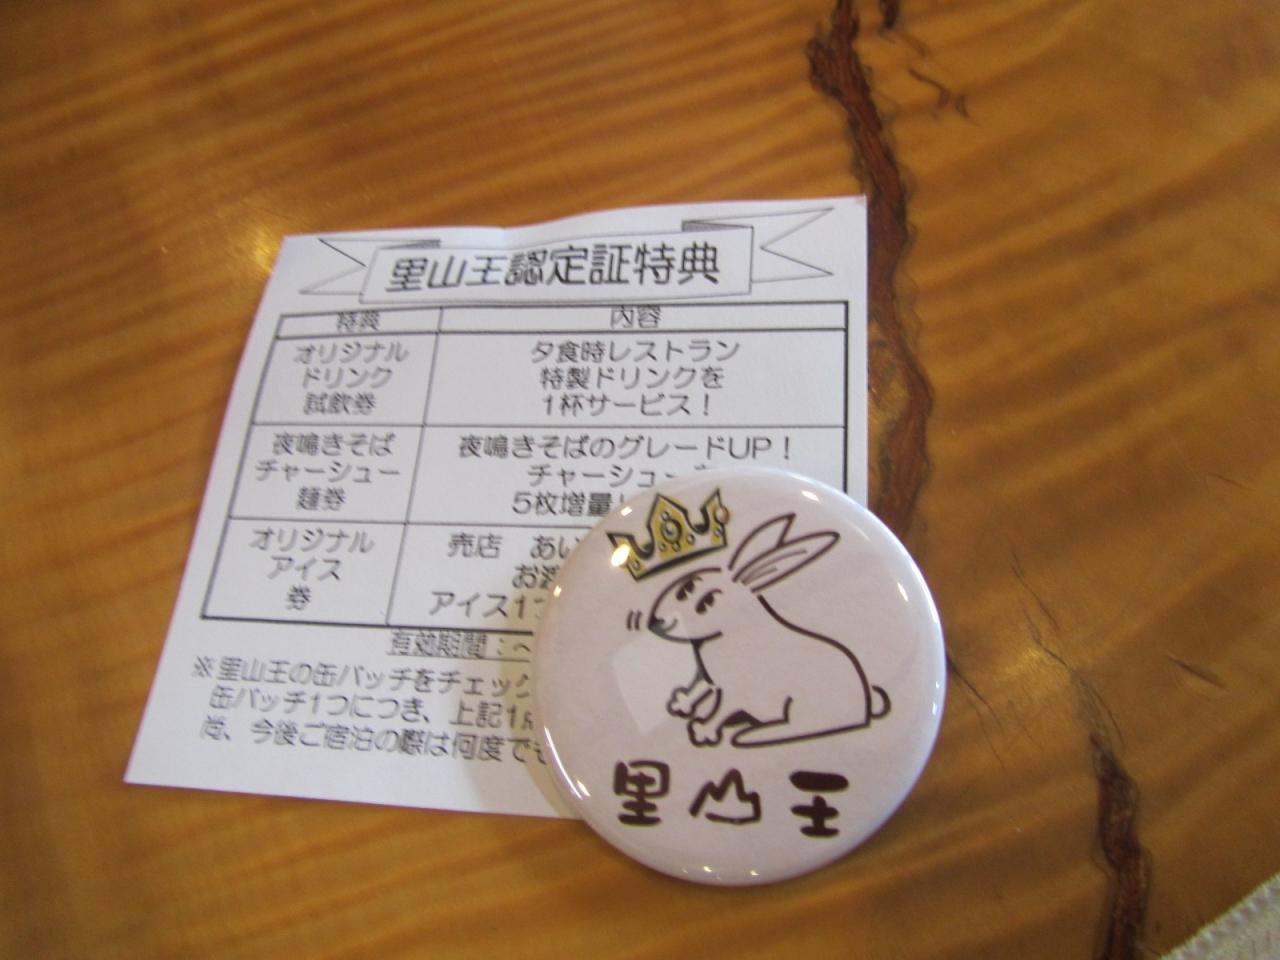 里山王認定証特典
特典 内容
オリジナル
ドリンク
試飲券
夕食時レストラン
特製ドリンクを
1杯サービス！
夜鳴きそば
チャーシュー
麺券
夜鳴きそばのグレードUP！
チャーシュー
5枚増量
オリジナル
アイス
券
売店 あい
お
アイス1
有効期間：
※里山王の缶バッチをチェック
缶バッチ1つにつき、上記1
尚、今後ご宿泊の際は何度でも
里山王